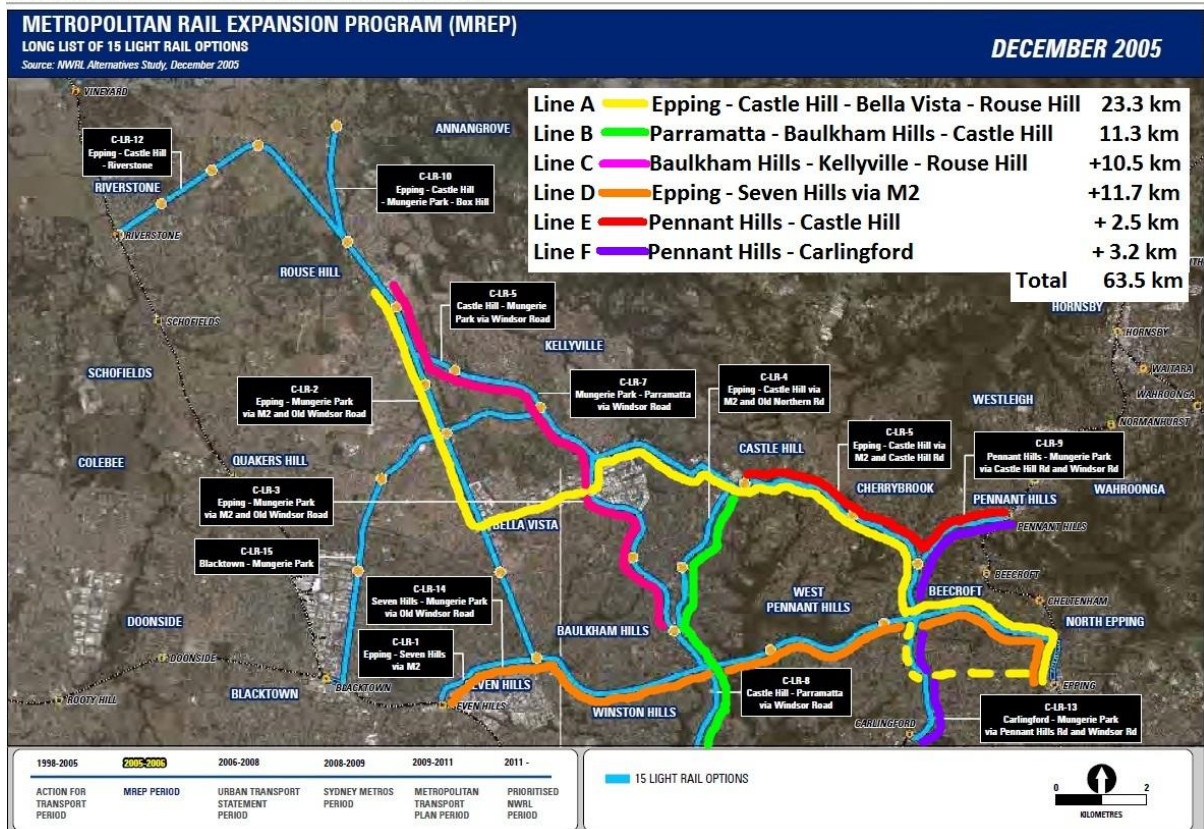 METROPOLITAN RAIL EXPANSION PROGRAM (MREP)
LONG LIST OF 15 LIGHT RAIL OPTIONS
Source: NWRL Alternatives Study, December 2005
DECEMBER 2005
Line A Epping - Castle Hill - Bella Vista - Rouse Hill 23.3 km
Line B Parramatta - Baulkham Hills - Castle Hill 11.3 km
Line C Baulkham Hills - Kellyville - Rouse Hill +10.5 km
Line D Epping - Seven Hills via M2 +11.7 km
Line E Pennant Hills - Castle Hill + 2.5 km
Line F Pennant Hills - Carlingford + 3.2 km
Total 63.5 km
VINEYARD
ANNANGROVE
C-LR-12
Epping - Castle Hill
- Riverstone
RIVERSTONE
C-LR-10
Epping - Castle Hill
- Mungerie Park - Box Hill
RIVERSTONE
ROUSE HILL
HORNSBY
C-LR-5
Castle Hill - Mungerie
Park via Windsor Road
SCHOFIELDS
HORNSBY
KELLYVILLE
WAITARA
SCHOFIELDS
C-LR-2
Epping - Mungerie Park
via M2 and Old Windsor Road
C-LR-7
Mungerie Park - Parramatta
via Windsor Road
C-LR-4
Epping - Castle Hill via
M2 and Old Northern Rd
WAHROONGA
WESTLEIGH
NORMANHURST
CASTLE HILL
C-LR-5
Epping - Castle Hill via
M2 and Castle Hill Rd
C-LR-9
Pennant Hills - Mungerie Park
via Castle Hill Rd and Windsor Rd
COLEBEE
QUAKERS HILL
CHERRYBROOK
WAHROONGA
PENNANT HILLS
C-LR-3
Epping - Mungerie Park
via M2 and Old Windsor Road
BELLA VISTA
PENNANT HILLS
C-LR-15
Blacktown - Mungerie Park
BEECROFT
C-LR-14
Seven Hills - Mungerie Park
via Old Windsor Road
WEST
PENNANT HILLS
BEECROFT
CHELTENHAM
DOONSIDE
BAULKHAM HILLS
NORTH EPPING
C-LR-1
Epping - Seven Hills
via M2
DOONSIDE
C-LR-8
Castle Hill - Parramatta
via Windsor Road
BLACKTOWN
BLACKTOWN
EVEN HILLS
EPPING
ROOTY HILL
EVEN HILLS
WINSTON HILLS
CARLINGFORD
C-LR-13
Carlingford - Mungerie Park
via Pennant Hills Rd and Windsor Rd
1998-2005 2005-2006 2006-2008 2008-2009 2009-2011 2011 -
ACTION FOR
TRANSPORT
PERIOD
MREP PERIOD
URBAN TRANSPORT
STATEMENT
PERIOD
SYDNEY METROS
PERIOD
METROPOLITAN
TRANSPORT
PLAN PERIOD
PRIORITISED
NWRL
PERIOD
15 LIGHT RAIL OPTIONS
0 2
KILOMETRES